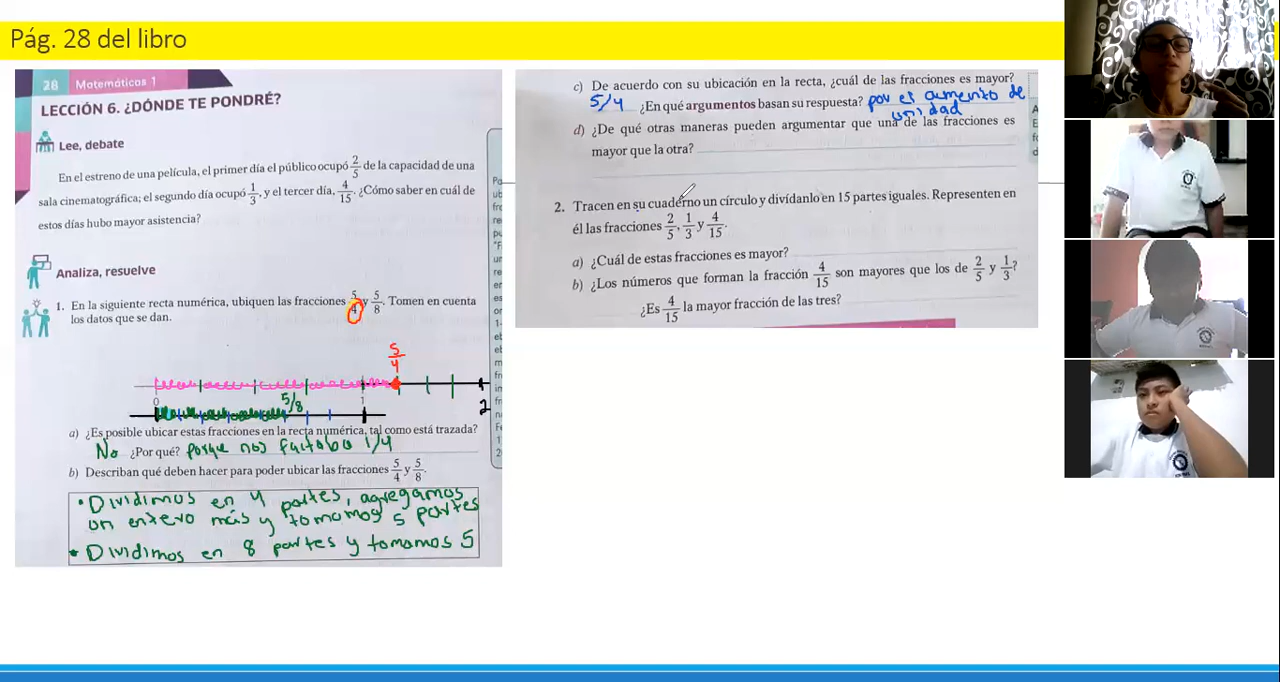 Pág. 28 del libro
28 Matemáticas 1
LECCIÓN 6. ¿DÓNDE TE PONDRÉ?
Lee, debate
En el estreno de una película, el primer día el público ocupó 2/5 de la capacidad de una
sala cinematográfica; el segundo día ocupó 1/3, y el tercer día, 4/15. ¿Cómo saber en cuál de
estos días hubo mayor asistencia?
Analiza, resuelve
1. En la siguiente recta numérica, ubiquen las fracciones 5/4 y 5/8. Tomen en cuenta
los datos que se dan.
5/4
0 5/8 1
2
a) ¿Es posible ubicar estas fracciones en la recta numérica, tal como está trazada?
No ¿Por qué? porque nos faltaba 1/4
b) Describan qué deben hacer para poder ubicar las fracciones 5/4 y 5/8.
• Dividimos en 4 partes, agregamos
un entero más y tomamos 5 partes
• Dividimos en 8 partes y tomamos 5
c) De acuerdo con su ubicación en la recta, ¿cuál de las fracciones es mayor?
5/4 ¿En qué argumentos basan su respuesta? por es aumento de
unidad
d) ¿De qué otras maneras pueden argumentar que una de las fracciones es
mayor que la otra?
2. Tracen en su cuaderno un círculo y divídanlo en 15 partes iguales. Representen en
él las fracciones 2/5, 1/3 y 4/15.
a) ¿Cuál de estas fracciones es mayor?
b) ¿Los números que forman la fracción 4/15 son mayores que los de 2/5 y 1/3?
¿Es 4/15 la mayor fracción de las tres?